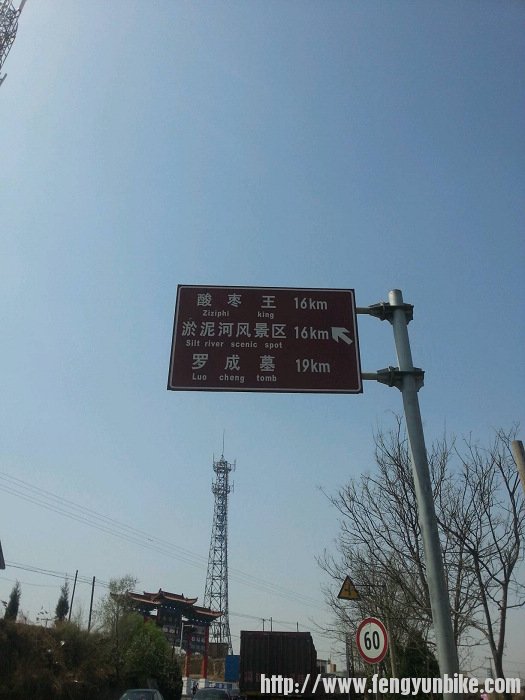 酸枣王 16km
Ziziphi king
淤泥河风景区 16km
Silt river scenic spot
罗成墓 19km
Luo cheng tomb
60
http://www.fengyunbike.com